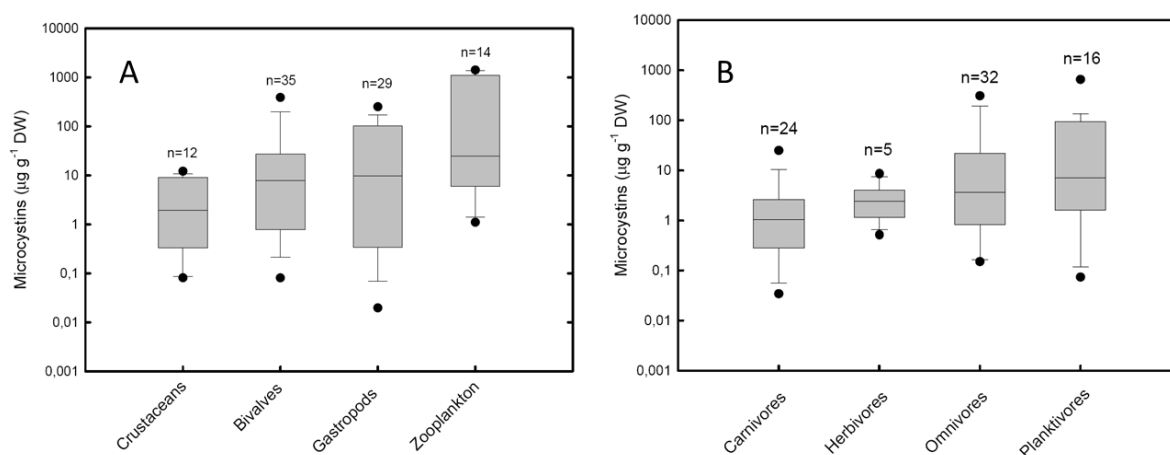 A
Microcystins (µg g⁻¹ DW)
10000
1000
100
10
1
0,1
0,01
0,001
n=12
n=35
n=29
n=14
Crustaceans
Bivalves
Gastropods
Zooplankton
B
Microcystins (µg g⁻¹ DW)
10000
1000
100
10
1
0,1
0,01
0,001
n=24
n=5
n=32
n=16
Carnivores
Herbivores
Omnivores
Planktivores